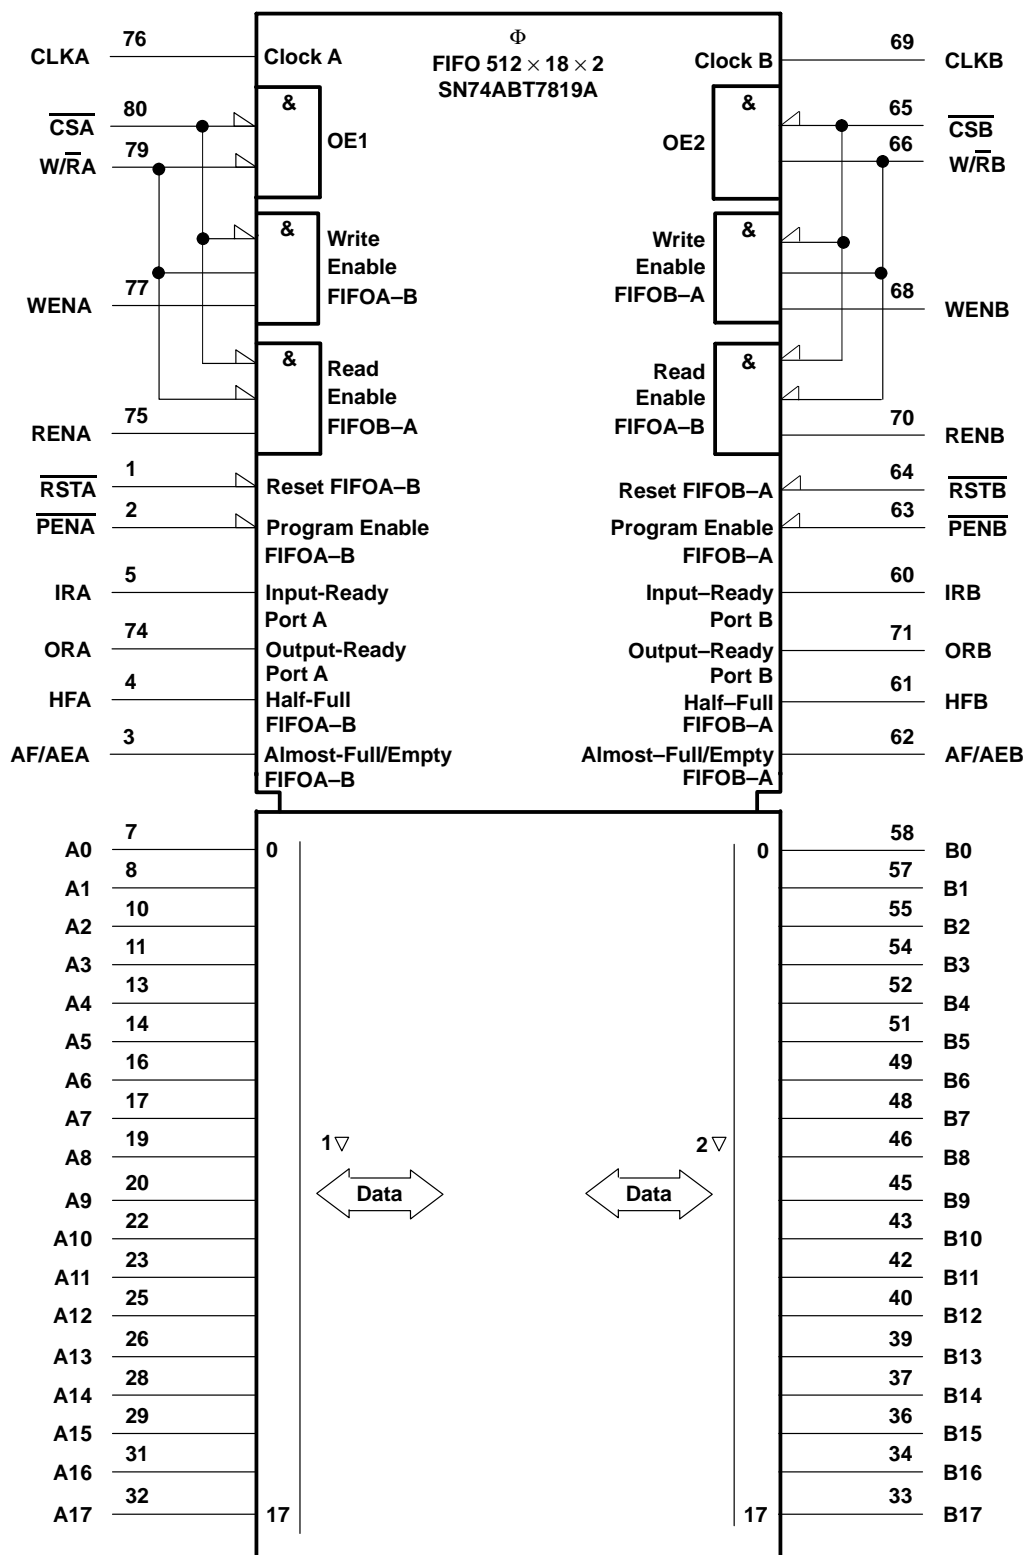 Φ
FIFO 512 × 18 × 2
SN74ABT7819A
CLKA 76 Clock A
Clock B 69 CLKB
C̅S̅A̅ 80 & OE1
W/R̅A 79
& OE2 65 C̅S̅B̅
66 W/R̅B
& Write
Enable
FIFOA–B
WENA 77
Write &
Enable
FIFOB–A
68 WENB
& Read
Enable
FIFOB–A
RENA 75
Read &
Enable
FIFOA–B
70 RENB
R̅S̅T̅A̅ 1 Reset FIFOA–B
Reset FIFOB–A 64 R̅S̅T̅B̅
P̅E̅N̅A̅ 2 Program Enable
FIFOA–B
Program Enable 63 P̅E̅N̅B̅
FIFOB–A
IRA 5 Input-Ready
Port A
Input–Ready 60 IRB
Port B
ORA 74 Output-Ready
Port A
Output–Ready 71 ORB
Port B
HFA 4 Half-Full
FIFOA–B
Half–Full 61 HFB
FIFOB–A
AF/AEA 3 Almost-Full/Empty
FIFOA–B
Almost–Full/Empty 62 AF/AEB
FIFOB–A
A0 7 0 0 58 B0
A1 8 57 B1
A2 10 55 B2
A3 11 54 B3
A4 13 52 B4
A5 14 51 B5
A6 16 49 B6
A7 17 48 B7
A8 19 1▽ 2▽ 46 B8
A9 20 Data Data 45 B9
A10 22 43 B10
A11 23 42 B11
A12 25 40 B12
A13 26 39 B13
A14 28 37 B14
A15 29 36 B15
A16 31 34 B16
A17 32 17 17 33 B17